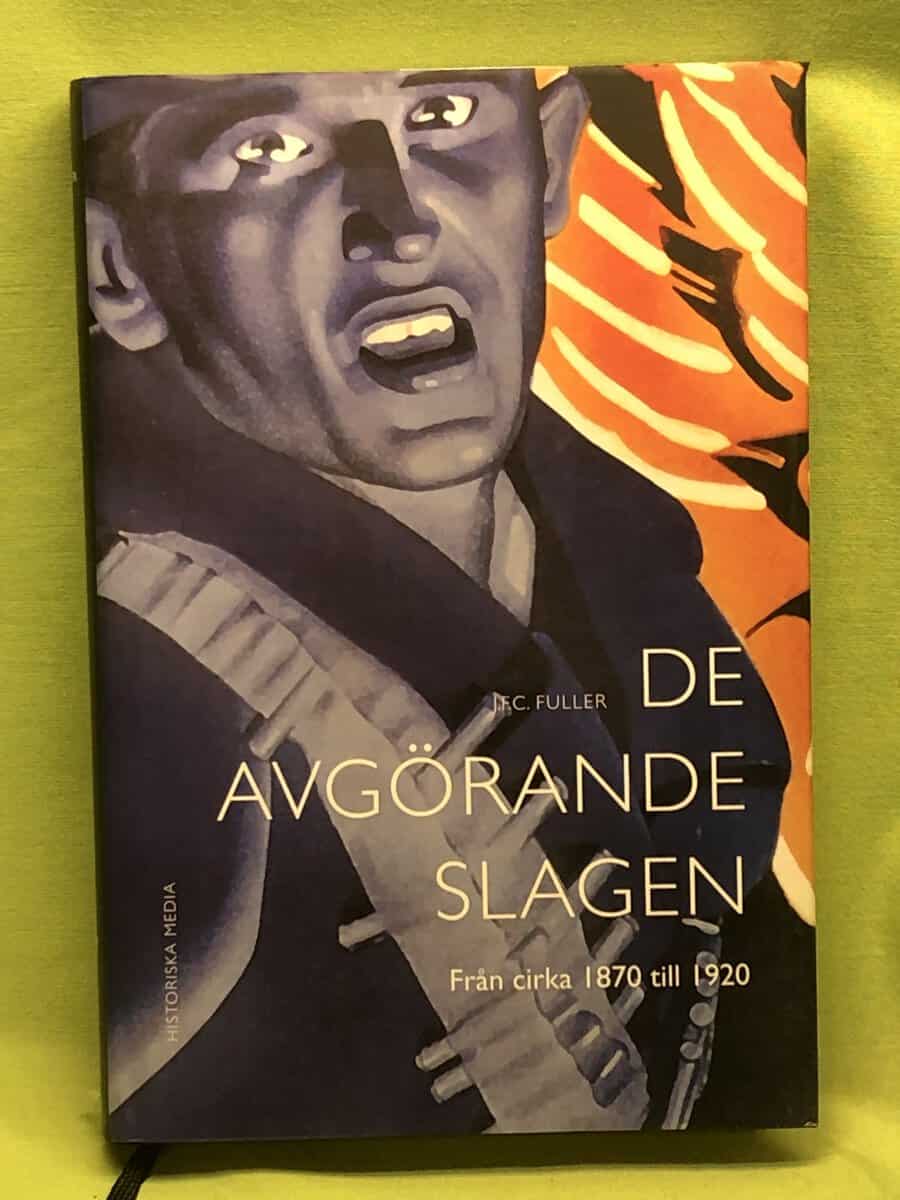 J.F.C. FULLER DE
AVGÖRANDE
SLAGEN
Från cirka 1870 till 1920
HISTORISKA MEDIA